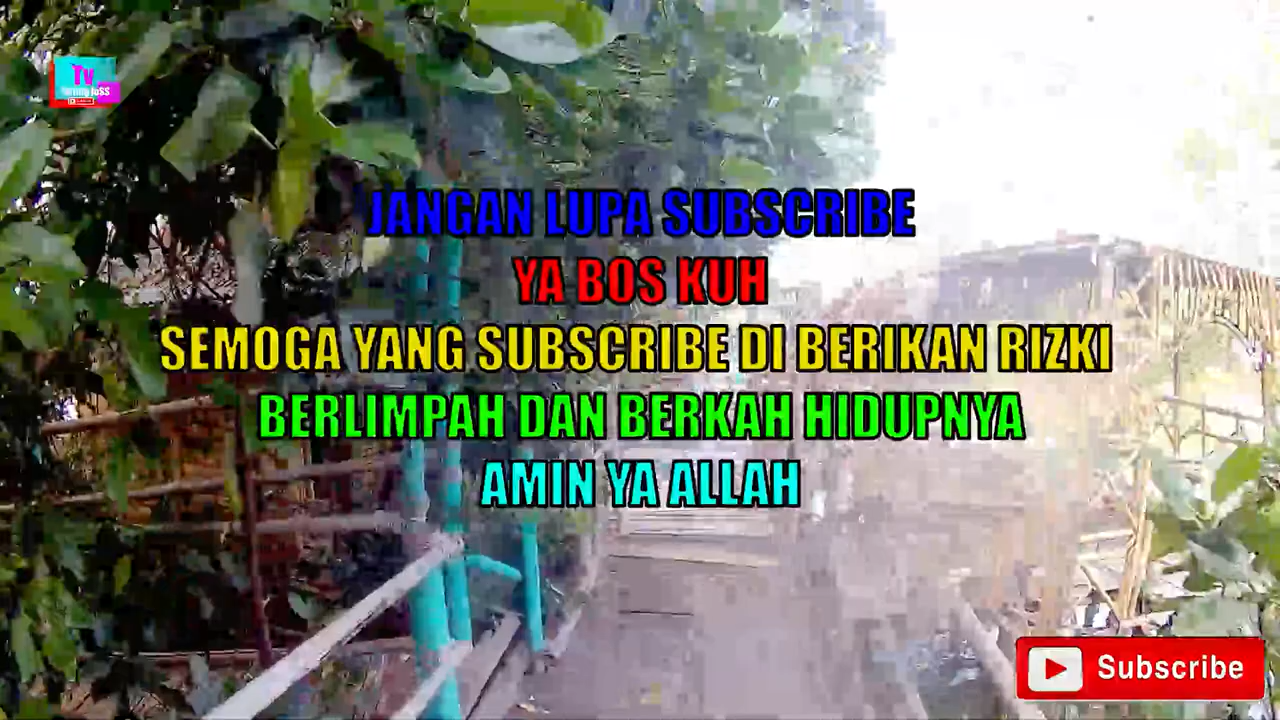 Tv
JANGAN LUPA SUBSCRIBE
YA BOS KUH
SEMOGA YANG SUBSCRIBE DI BERIKAN RIZKI
BERLIMPAH DAN BERKAH HIDUPNYA
AMIN YA ALLAH
Subscribe